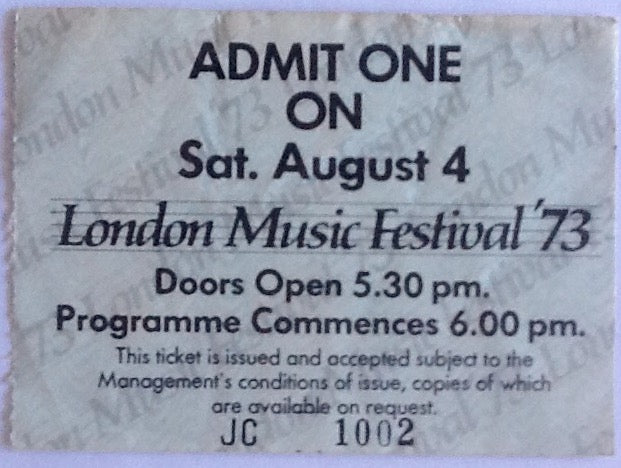 ADMIT ONE
ON
Sat. August 4
London Music Festival '73
Doors Open 5.30 pm.
Programme Commences 6.00 pm.
This ticket is issued and accepted subject to the
Management's conditions of issue, copies of which
are available on request.
JC 1002